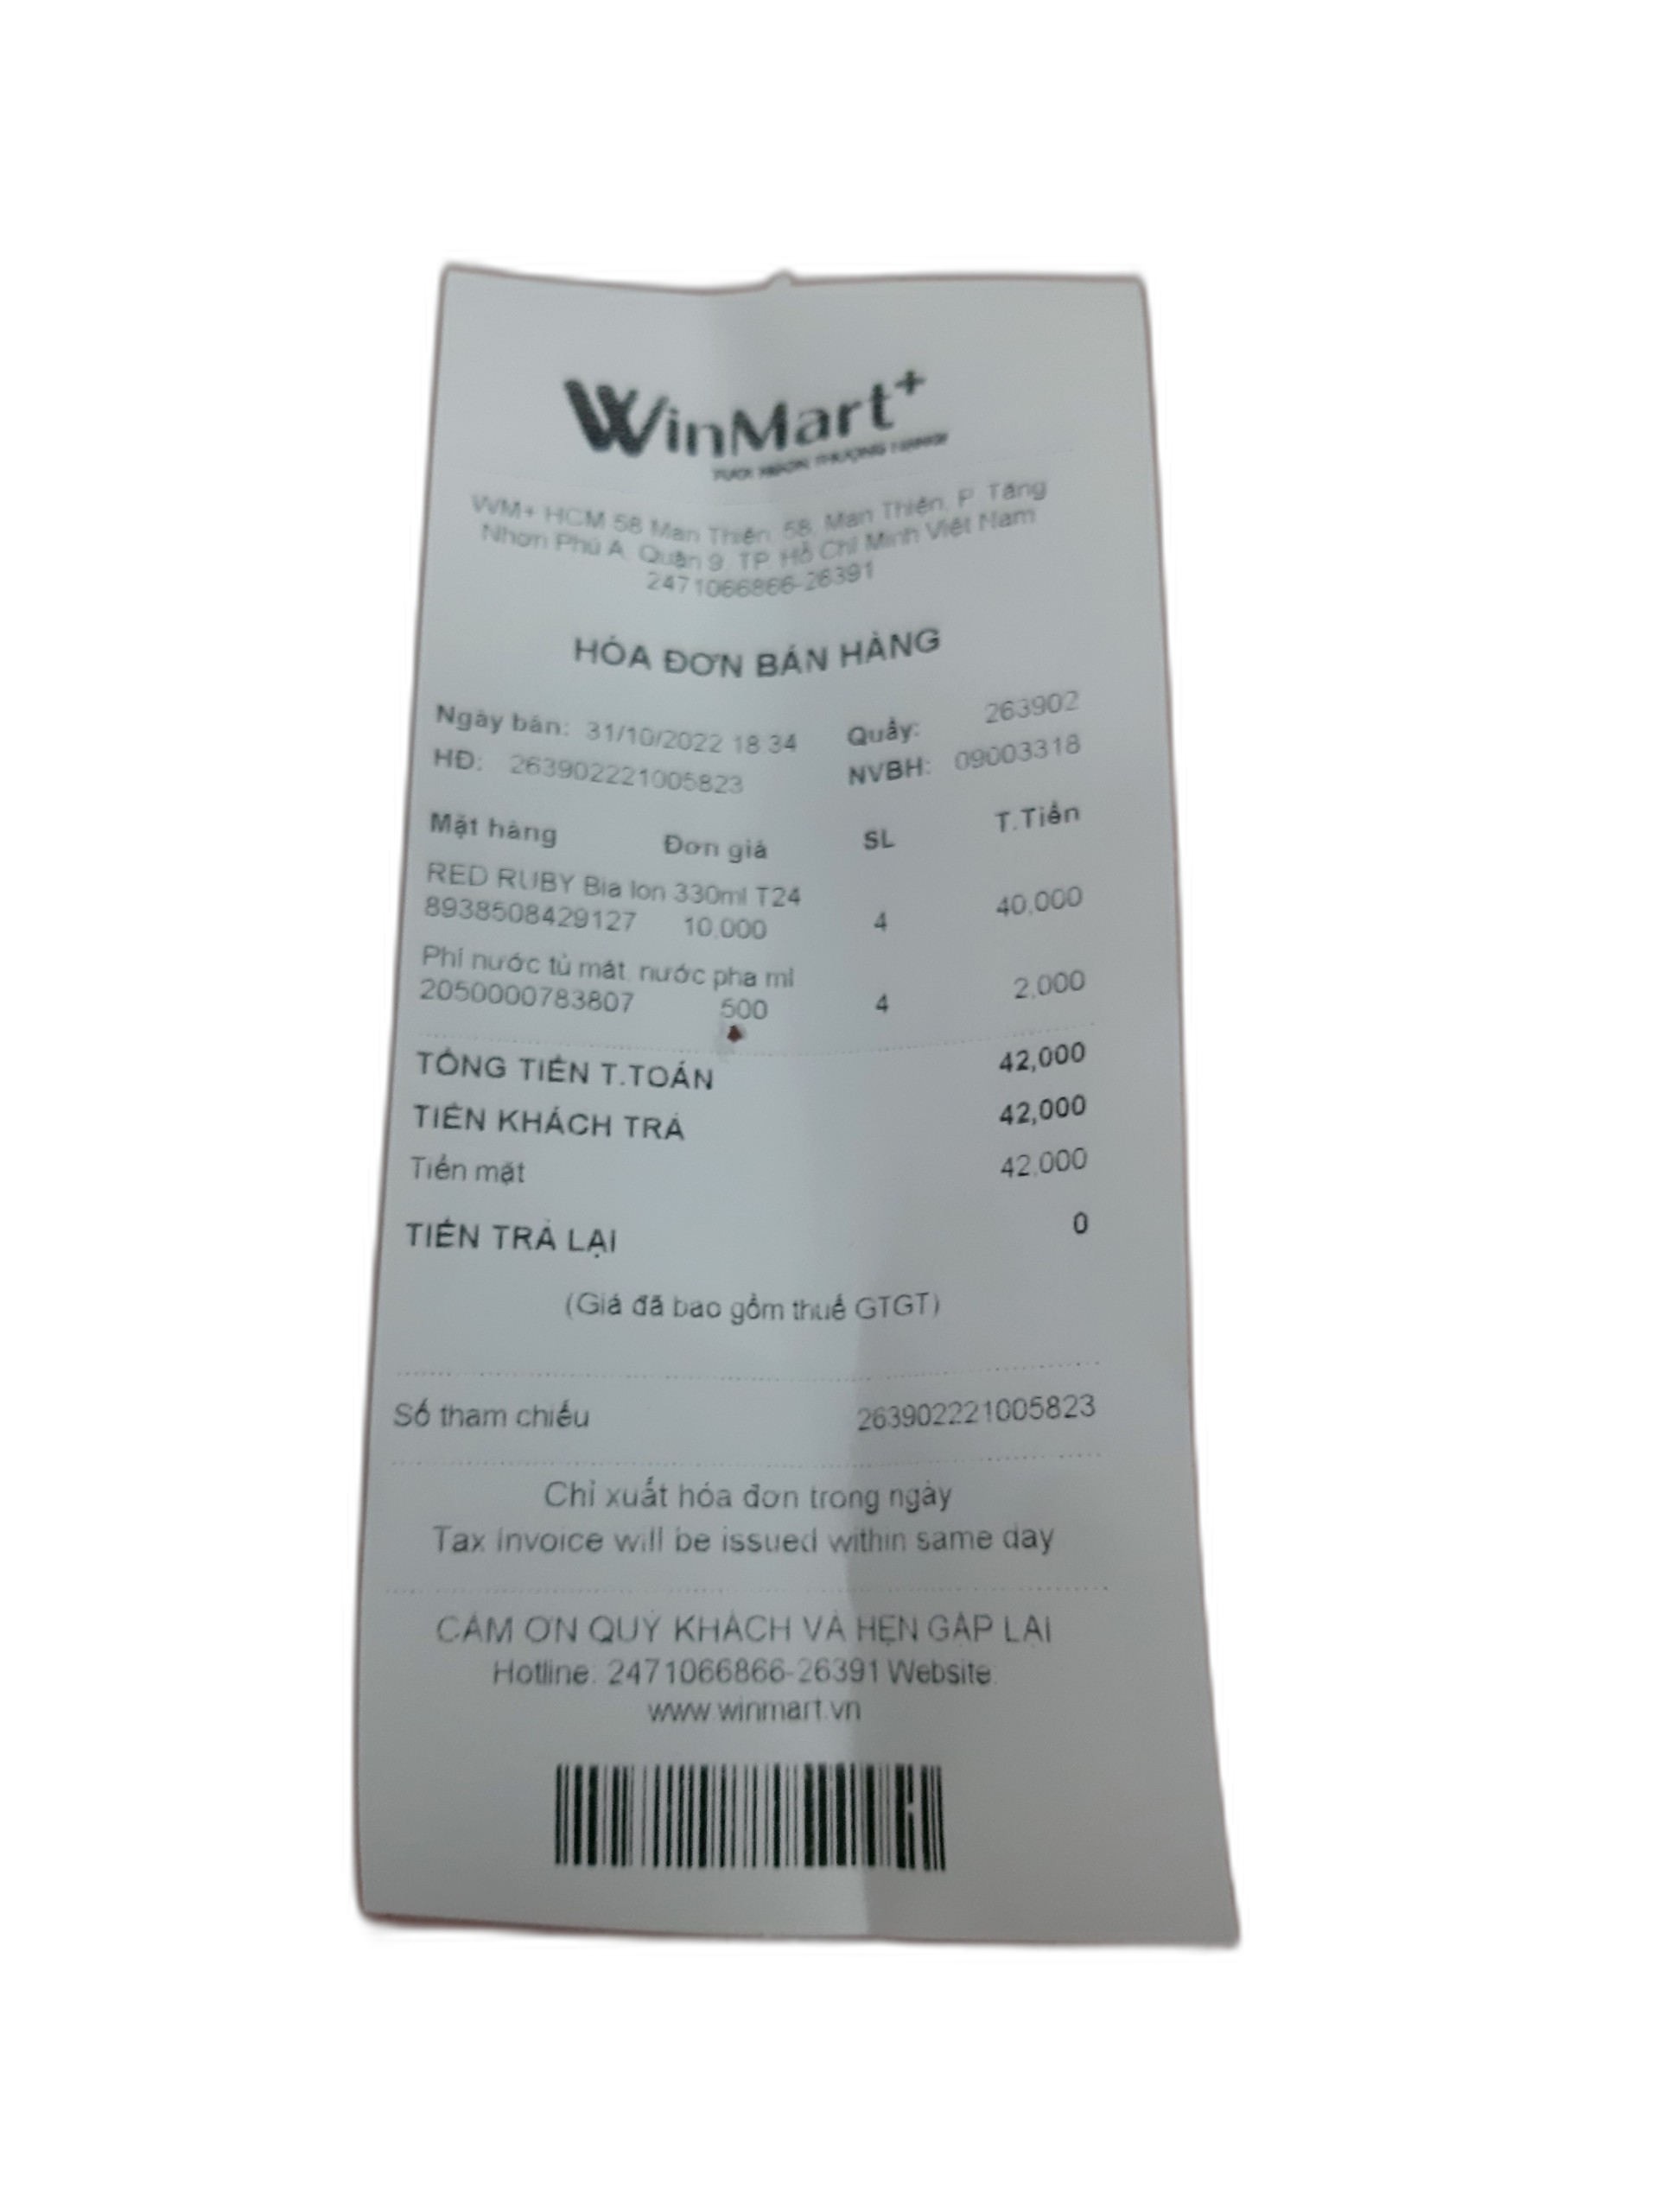 WinMart+
WM+ HCM 58 Man Thiện, 58, Man Thiện, P. Tăng
Nhơn Phú A, Quận 9, TP. Hồ Chí Minh Việt Nam
2471066866-26391
HÓA ĐƠN BÁN HÀNG
Ngày bán: 31/10/2022 18:34 Quầy: 263902
HĐ: 263902221005823 NVBH: 09003318
Mặt hàng Đơn giá SL T.Tiền
RED RUBY Bia lon 330ml T24
8938508429127 10,000 4 40,000
Phí nước tủ mát, nước pha mì
2050000783807 500 4 2,000
TỔNG TIỀN T.TOÁN 42,000
TIỀN KHÁCH TRẢ 42,000
Tiền mặt 42,000
TIỀN TRẢ LẠI 0
(Giá đã bao gồm thuế GTGT)
Số tham chiếu 263902221005823
Chỉ xuất hóa đơn trong ngày
Tax invoice will be issued within same day
CẢM ƠN QUÝ KHÁCH VÀ HẸN GẶP LẠI
Hotline: 2471066866-26391 Website:
www.winmart.vn